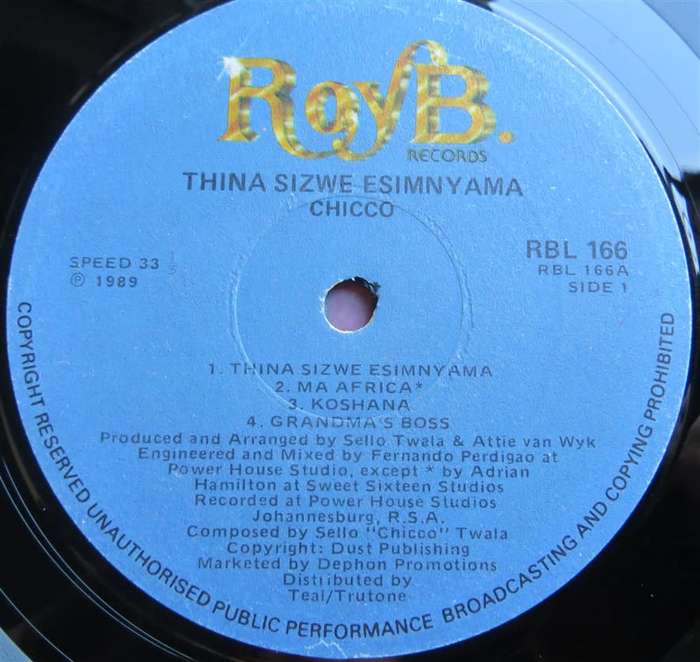 RoyB.
RECORDS
THINA SIZWE ESIMNYAMA
CHICCO
SPEED 33 1/3
℗ 1989
RBL 166
RBL 166A
SIDE 1
1. THINA SIZWE ESIMNYAMA
2. MA AFRICA*
3. KOSHANA
4. GRANDMA'S BOSS
Produced and Arranged by Sello Twala & Attie van Wyk
Engineered and Mixed by Fernando Perdigao at
Power House Studio, except * by Adrian
Hamilton at Sweet Sixteen Studios
Recorded at Power House Studios
Johannesburg, R.S.A.
Composed by Sello "Chicco" Twala
Copyright: Dust Publishing
Marketed by Dephon Promotions
Distributed by
Teal/Trutone
COPYRIGHT RESERVED UNAUTHORISED PUBLIC PERFORMANCE BROADCASTING AND COPYING PROHIBITED